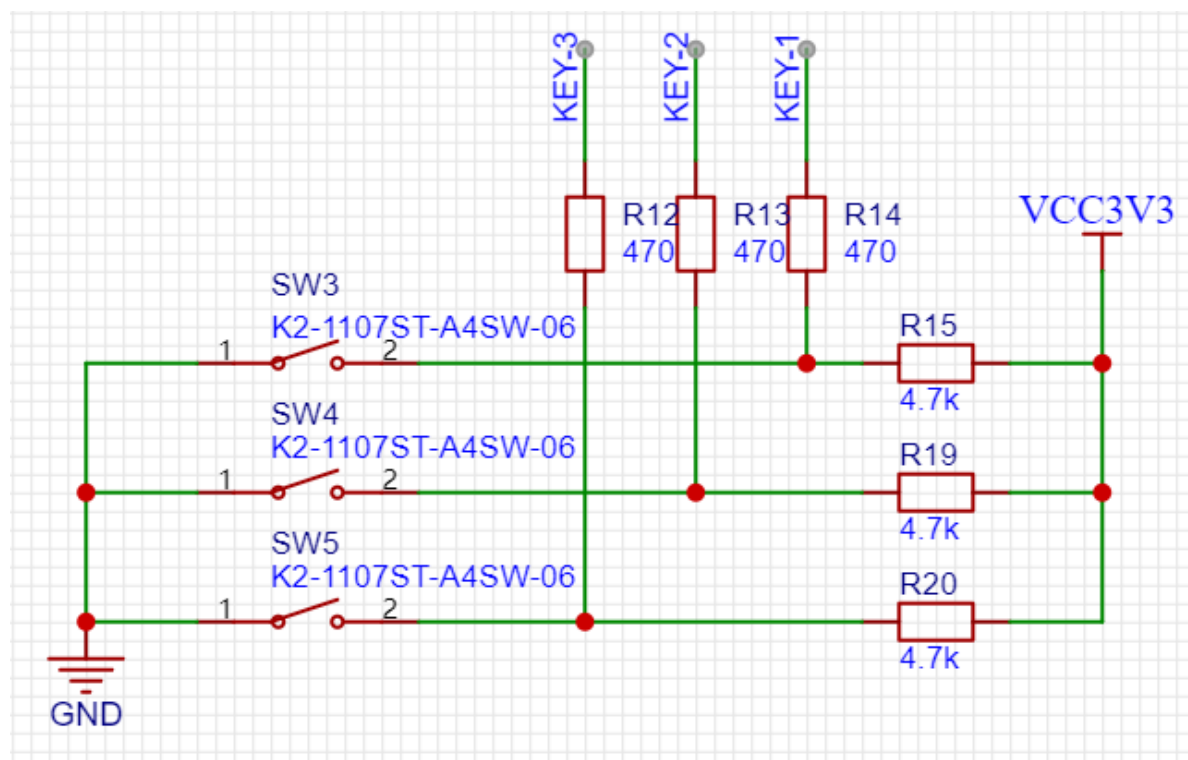 KEY-3
KEY-2
KEY-1
R12
470
R13
470
R14
470
VCC3V3
SW3
K2-1107ST-A4SW-06
1
2
R15
4.7k
SW4
K2-1107ST-A4SW-06
1
2
R19
4.7k
SW5
K2-1107ST-A4SW-06
1
2
R20
4.7k
GND